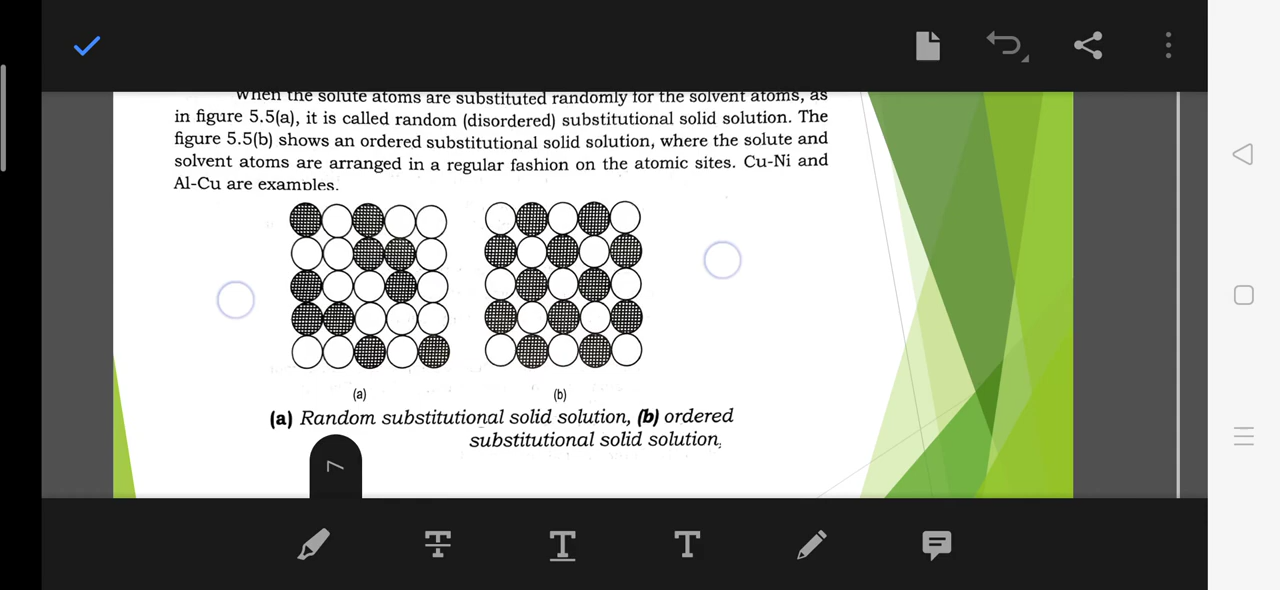 When the solute atoms are substituted randomly for the solvent atoms, as
in figure 5.5(a), it is called random (disordered) substitutional solid solution. The
figure 5.5(b) shows an ordered substitutional solid solution, where the solute and
solvent atoms are arranged in a regular fashion on the atomic sites. Cu-Ni and
Al-Cu are examples.
(a) (b)
(a) Random substitutional solid solution, (b) ordered
substitutional solid solution,
7
T T T